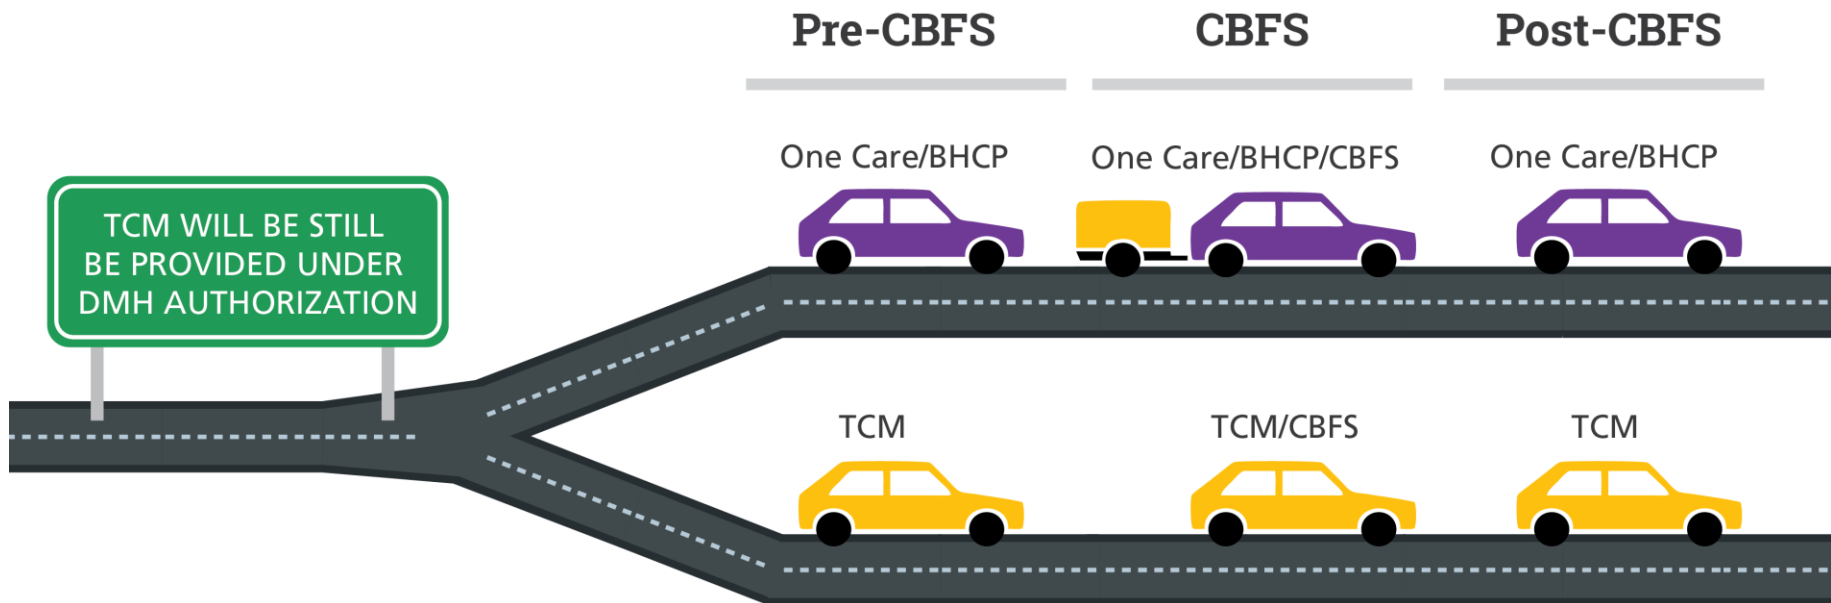 Pre-CBFS
CBFS
Post-CBFS
One Care/BHCP
One Care/BHCP/CBFS
One Care/BHCP
TCM WILL BE STILL
BE PROVIDED UNDER
DMH AUTHORIZATION
TCM
TCM/CBFS
TCM